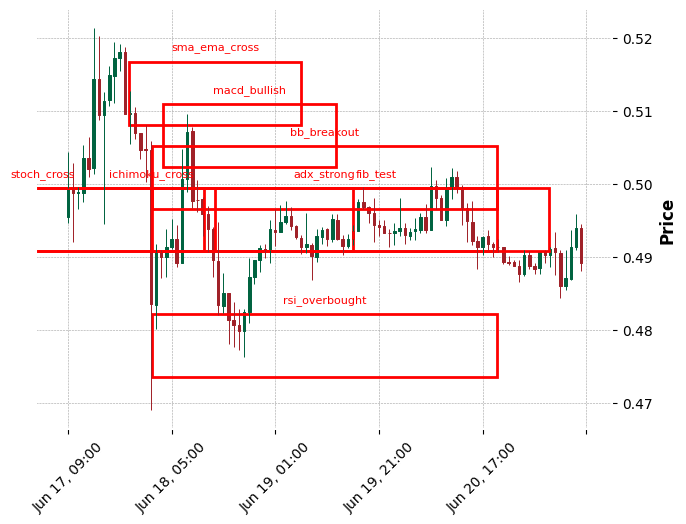 sma_ema_cross
0.52
macd_bullish
0.51
bb_breakout
stoch_cross
ichimoku_cross
adx_strong
fib_test
0.50
Price
0.49
rsi_overbought
0.48
0.47
Jun 17, 09:00
Jun 18, 05:00
Jun 19, 01:00
Jun 19, 21:00
Jun 20, 17:00